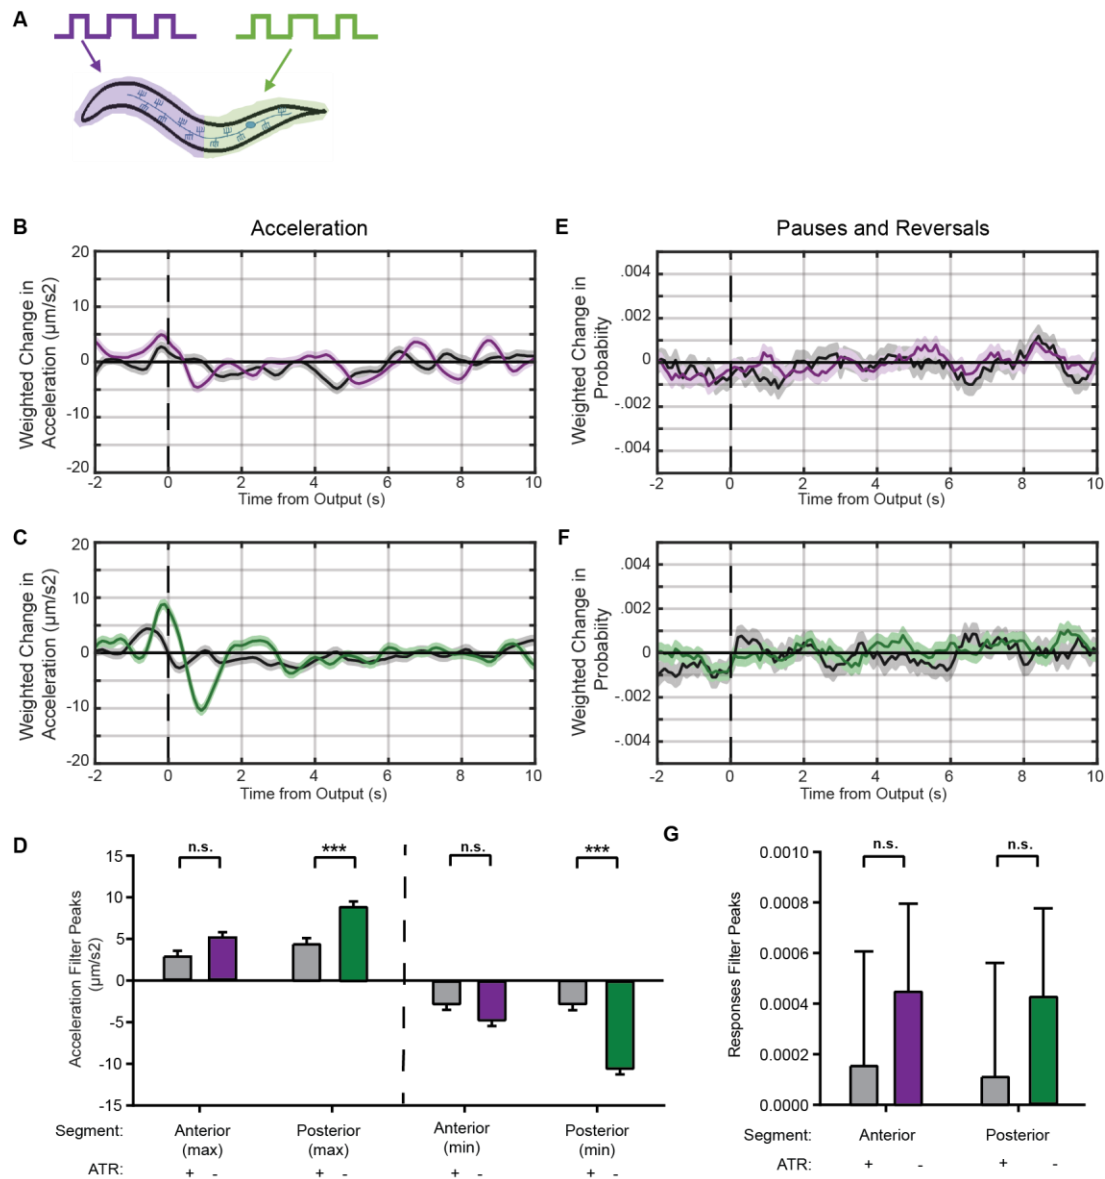 A
B
Acceleration
Weighted Change in
Acceleration (μm/s2)
20
10
0
-10
-20
-2 0 2 4 6 8 10
Time from Output (s)
E
Pauses and Reversals
Weighted Change in
Probabiity
.004
.002
0
-.002
-.004
-2 0 2 4 6 8 10
Time from Output (s)
C
Weighted Change in
Acceleration (μm/s2)
20
10
0
-10
-20
-2 0 2 4 6 8 10
Time from Output (s)
F
Weighted Change in
Probabiity
.004
.002
0
-.002
-.004
-2 0 2 4 6 8 10
Time from Output (s)
D
Acceleration Filter Peaks
(μm/s2)
15
10
5
0
-5
-10
-15
n.s. *** n.s. ***
Segment: Anterior (max) Posterior (max) Anterior (min) Posterior (min)
ATR: + - + - + - + -
G
Responses Filter Peaks
0.0010
0.0008
0.0006
0.0004
0.0002
0.0000
n.s. n.s.
Segment: Anterior Posterior
ATR: + - + -